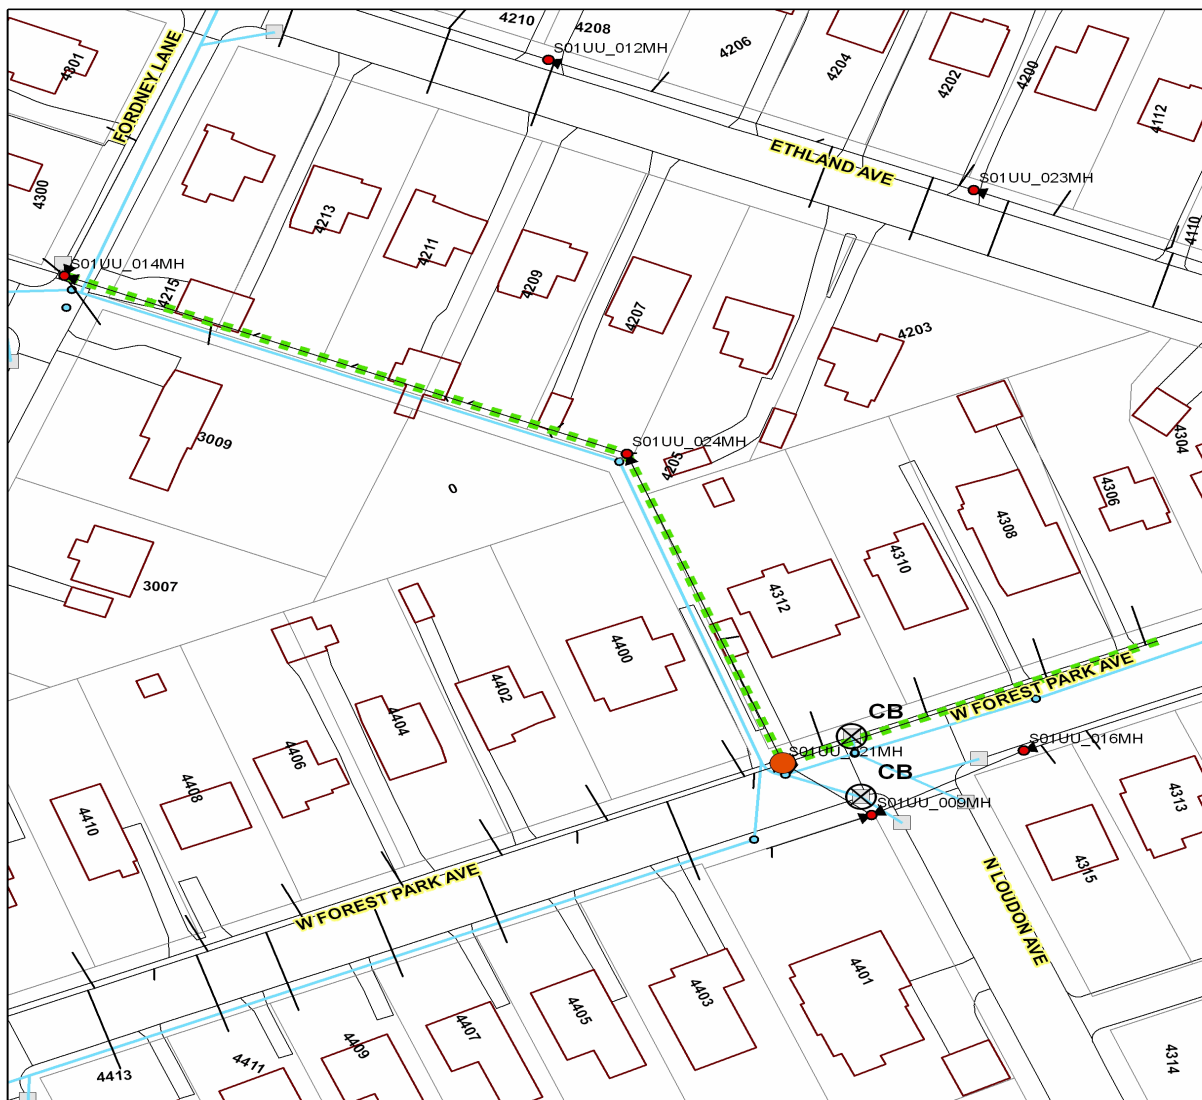 4210
4208
S01UU_012MH
4206
4204
4202
4200
4112
4301
FORDNEY LANE
ETHLAND AVE
S01UU_023MH
4300
4213
4211
4209
4207
4110
S01UU_014MH
4215
4203
3009
S01UU_024MH
4205
0
4304
4306
4308
4310
4312
3007
4400
4402
4404
4406
4408
4410
W FOREST PARK AVE
CB
S01UU_021MH
CB
S01UU_016MH
S01UU_009MH
4313
4315
N LOUDON AVE
W FOREST PARK AVE
4401
4403
4405
4407
4409
4411
4413
4314